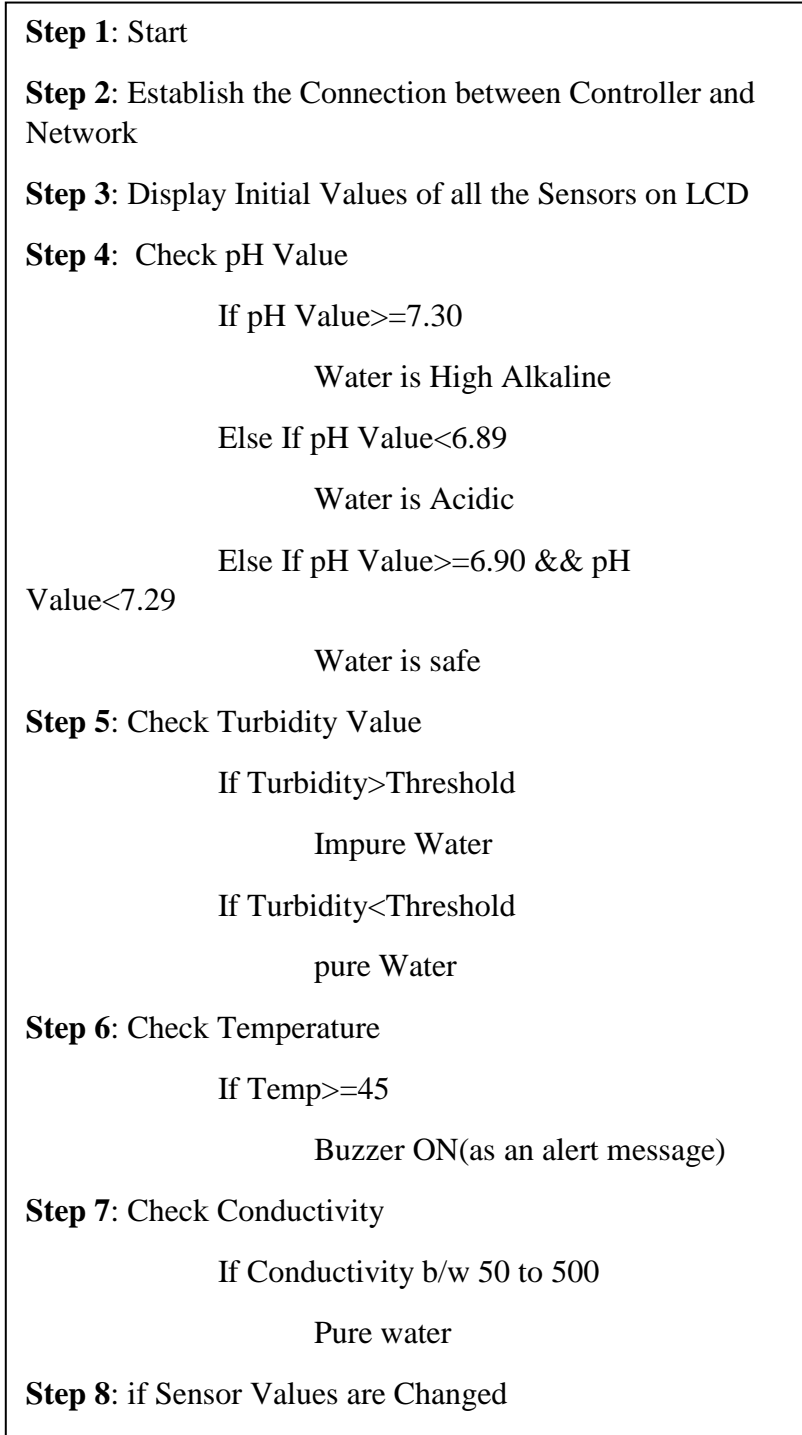 Step 1: Start
Step 2: Establish the Connection between Controller and
Network
Step 3: Display Initial Values of all the Sensors on LCD
Step 4:  Check pH Value
If pH Value>=7.30
Water is High Alkaline
Else If pH Value<6.89
Water is Acidic
Else If pH Value>=6.90 && pH
Value<7.29
Water is safe
Step 5: Check Turbidity Value
If Turbidity>Threshold
Impure Water
If Turbidity<Threshold
pure Water
Step 6: Check Temperature
If Temp>=45
Buzzer ON(as an alert message)
Step 7: Check Conductivity
If Conductivity b/w 50 to 500
Pure water
Step 8: if Sensor Values are Changed